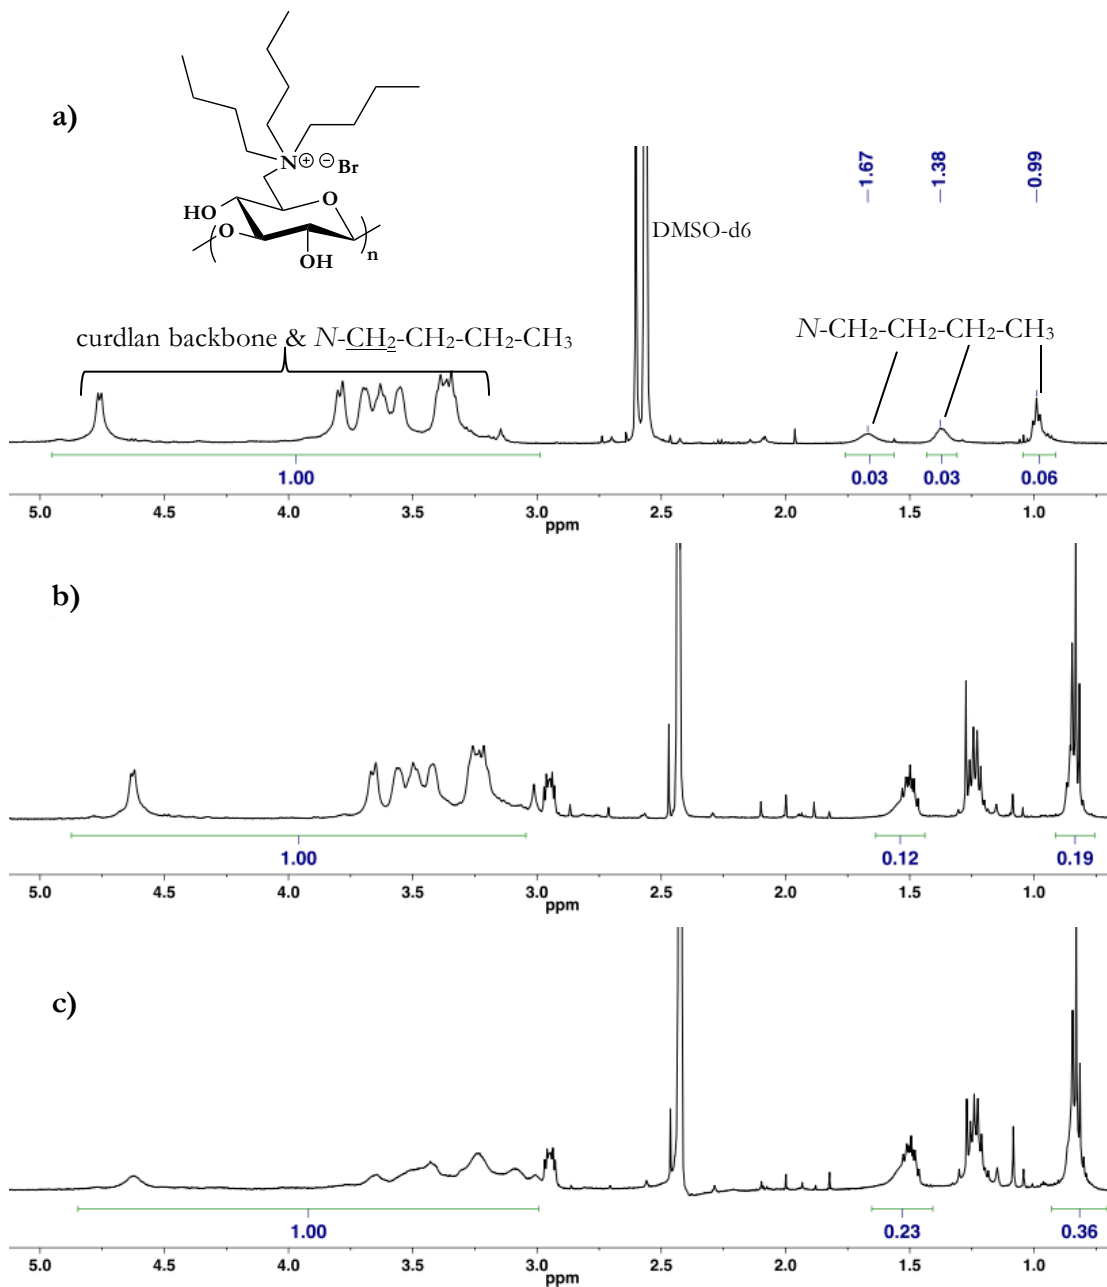 a)
N⊕ ⊖Br
HO
O
O
OH
n
1.67
1.38
0.99
DMSO-d6
curdlan backbone & N-CH2-CH2-CH2-CH3
N-CH2-CH2-CH2-CH3
1.00 0.03 0.03 0.06
5.0 4.5 4.0 3.5 3.0 2.5 2.0 1.5 1.0
ppm
b)
1.00 0.12 0.19
5.0 4.5 4.0 3.5 3.0 2.5 2.0 1.5 1.0
ppm
c)
1.00 0.23 0.36
5.0 4.5 4.0 3.5 3.0 2.5 2.0 1.5 1.0
ppm